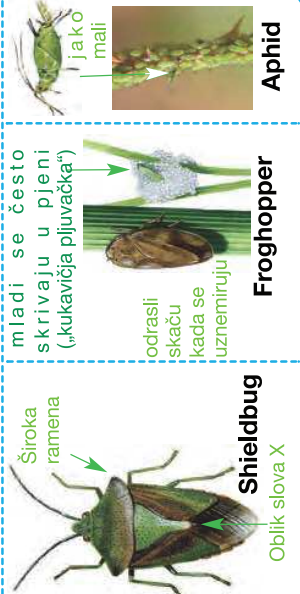 jako
mali
Aphid
mladi se često
skrivaju u pjeni
(„kukavičja pljuvačka“)
odrasli
skaču
kada se
uznemiruju
Froghopper
Široka
ramena
Shieldbug
Oblik slova X